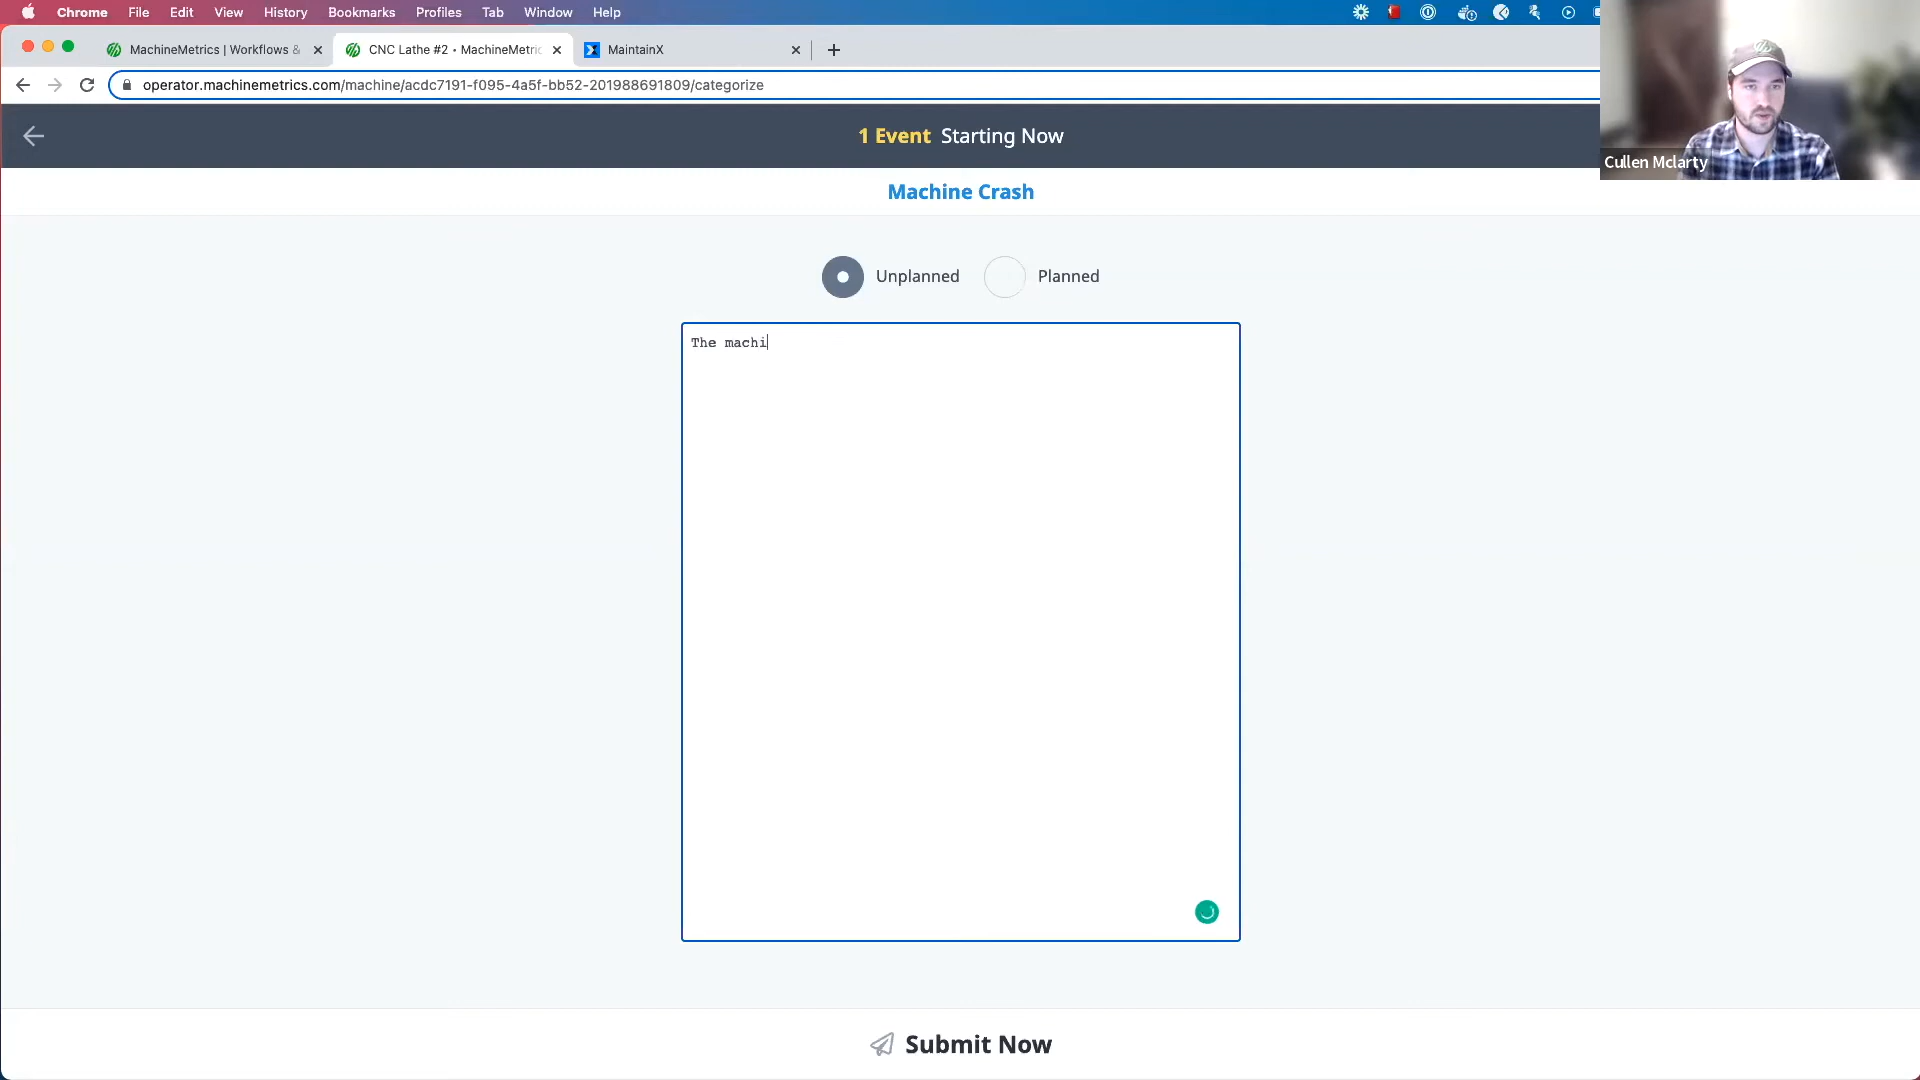 Chrome File Edit View History Bookmarks Profiles Tab Window Help
MachineMetrics | Workflows &
CNC Lathe #2 • MachineMetric
MaintainX
operator.machinemetrics.com/machine/acdc7191-f095-4a5f-bb52-201988691809/categorize
1 Event Starting Now
Cullen Mclarty
Machine Crash
Unplanned Planned
The machi
Submit Now